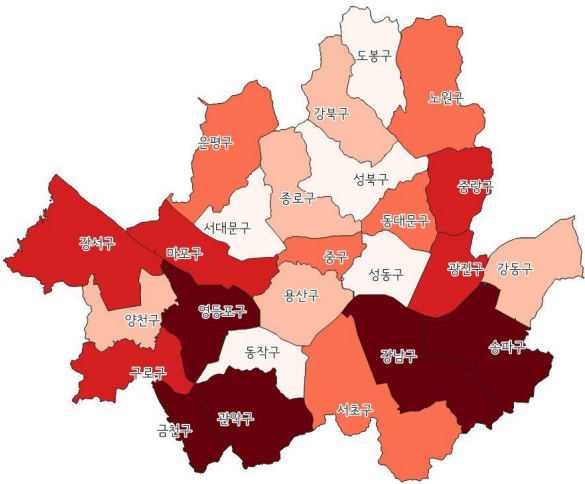 도봉구
노원구
강북구
은평구
성북구
중랑구
종로구
동대문구
서대문구
강서구
마포구
중구
성동구
광진구
강동구
용산구
영등포구
양천구
송파구
동작구
강남구
구로구
서초구
관악구
금천구